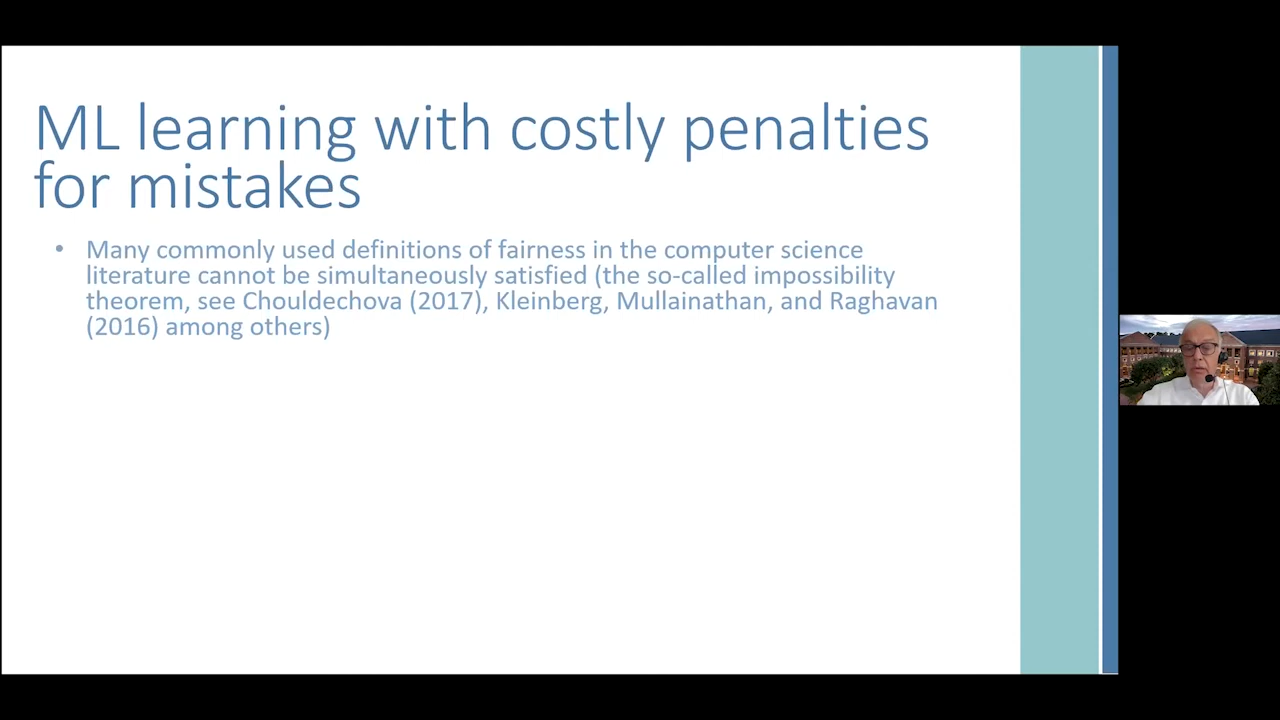 ML learning with costly penalties
for mistakes
• Many commonly used definitions of fairness in the computer science
literature cannot be simultaneously satisfied (the so-called impossibility
theorem, see Chouldechova (2017), Kleinberg, Mullainathan, and Raghavan
(2016) among others)